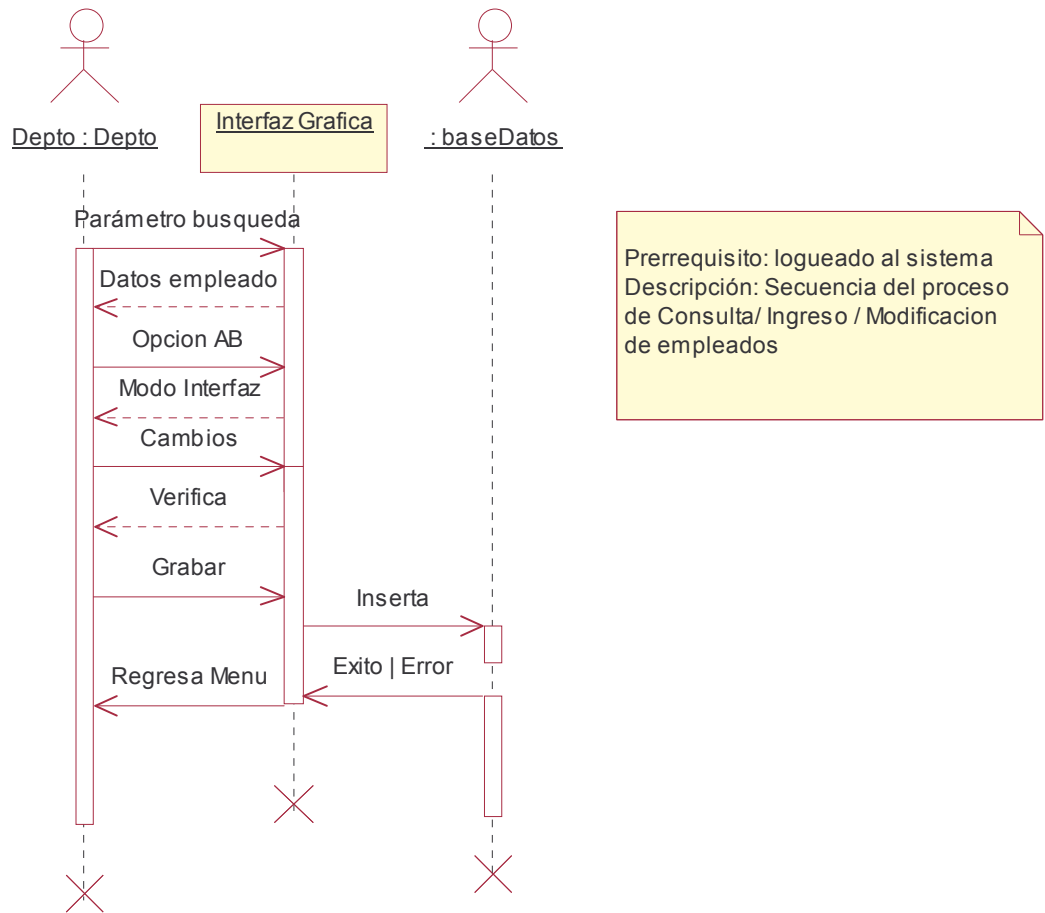 Depto : Depto
Interfaz Grafica
: baseDatos
Parámetro busqueda
Datos empleado
Opcion AB
Modo Interfaz
Cambios
Verifica
Grabar
Inserta
Exito | Error
Regresa Menu
Prerrequisito: logueado al sistema
Descripción: Secuencia del proceso
de Consulta/ Ingreso / Modificacion
de empleados